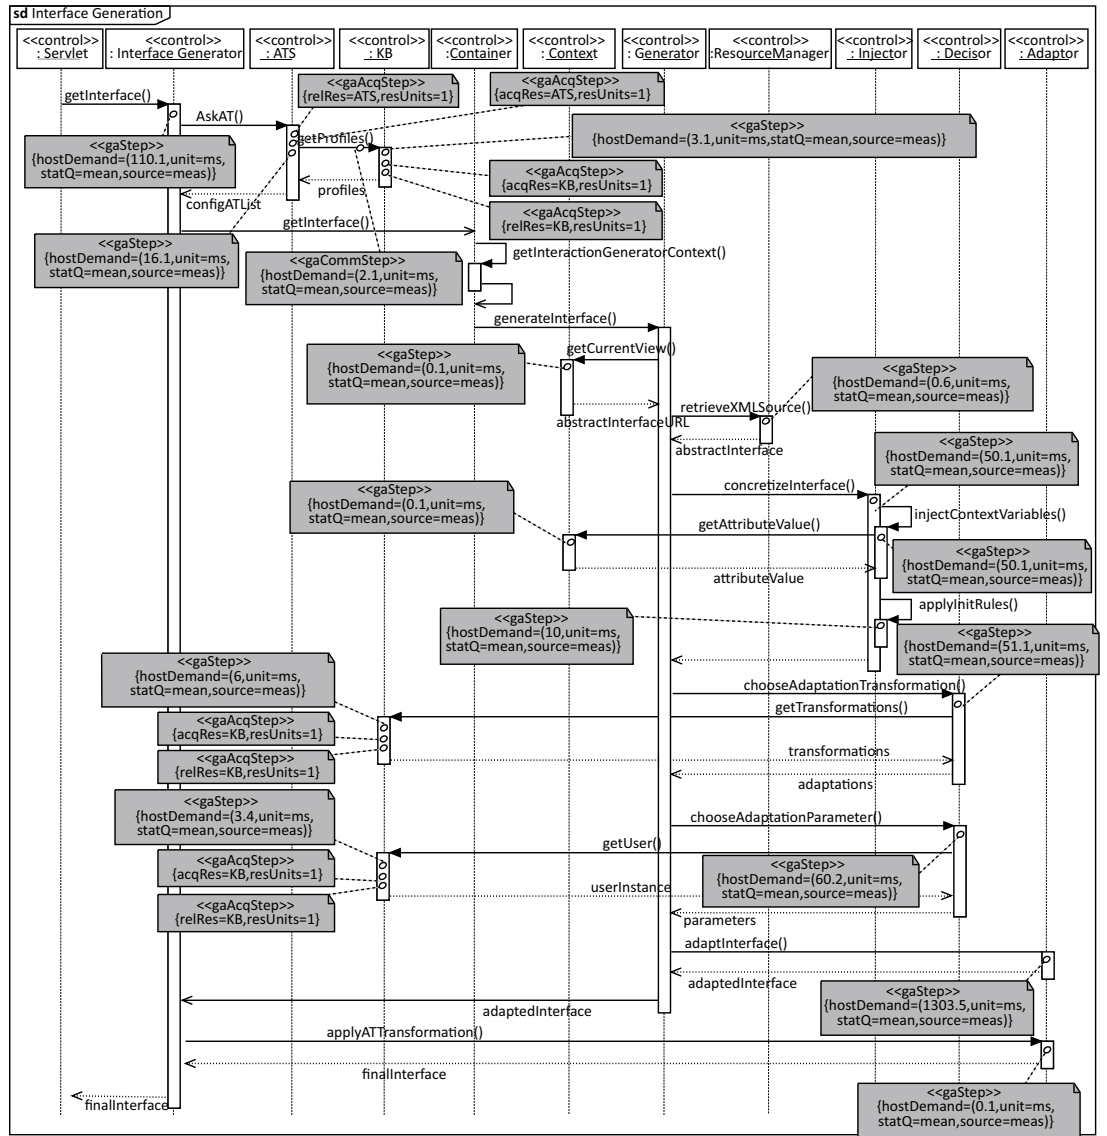 sd Interface Generation
<<control>>
: Servlet
<<control>>
: Interface Generator
<<control>>
: ATS
<<control>>
: KB
<<control>>
:Container
<<control>>
: Context
<<control>>
: Generator
<<control>>
:ResourceManager
<<control>>
: Injector
<<control>>
: Decisor
<<control>>
: Adaptor
getInterface()
<<gaAcqStep>>
{relRes=ATS,resUnits=1}
<<gaAcqStep>>
{acqRes=ATS,resUnits=1}
AskAT()
getProfiles()
<<gaStep>>
{hostDemand=(3.1,unit=ms,statQ=mean,source=meas)}
<<gaStep>>
{hostDemand=(110.1,unit=ms,
statQ=mean,source=meas)}
<<gaAcqStep>>
{acqRes=KB,resUnits=1}
profiles
configATList
<<gaAcqStep>>
{relRes=KB,resUnits=1}
getInterface()
<<gaStep>>
{hostDemand=(16.1,unit=ms,
statQ=mean,source=meas)}
<<gaCommStep>>
{hostDemand=(2.1,unit=ms,
statQ=mean,source=meas)}
getInteractionGeneratorContext()
generateInterface()
getCurrentView()
<<gaStep>>
{hostDemand=(0.1,unit=ms,
statQ=mean,source=meas)}
<<gaStep>>
{hostDemand=(0.6,unit=ms,
statQ=mean,source=meas)}
retrieveXMLSource()
abstractInterfaceURL
abstractInterface
<<gaStep>>
{hostDemand=(50.1,unit=ms,
statQ=mean,source=meas)}
concretizeInterface()
<<gaStep>>
{hostDemand=(0.1,unit=ms,
statQ=mean,source=meas)}
injectContextVariables()
getAttributeValue()
<<gaStep>>
{hostDemand=(50.1,unit=ms,
statQ=mean,source=meas)}
attributeValue
applyInitRules()
<<gaStep>>
{hostDemand=(10,unit=ms,
statQ=mean,source=meas)}
<<gaStep>>
{hostDemand=(51.1,unit=ms,
statQ=mean,source=meas)}
<<gaStep>>
{hostDemand=(6,unit=ms,
statQ=mean,source=meas)}
chooseAdaptationTransformation()
getTransformations()
<<gaAcqStep>>
{acqRes=KB,resUnits=1}
transformations
<<gaAcqStep>>
{relRes=KB,resUnits=1}
adaptations
<<gaStep>>
{hostDemand=(3.4,unit=ms,
statQ=mean,source=meas)}
chooseAdaptationParameter()
getUser()
<<gaAcqStep>>
{acqRes=KB,resUnits=1}
<<gaStep>>
{hostDemand=(60.2,unit=ms,
statQ=mean,source=meas)}
userInstance
<<gaAcqStep>>
{relRes=KB,resUnits=1}
parameters
adaptInterface()
adaptedInterface
<<gaStep>>
{hostDemand=(1303.5,unit=ms,
statQ=mean,source=meas)}
adaptedInterface
applyATTransformation()
finalInterface
<<gaStep>>
{hostDemand=(0.1,unit=ms,
statQ=mean,source=meas)}
finalInterface